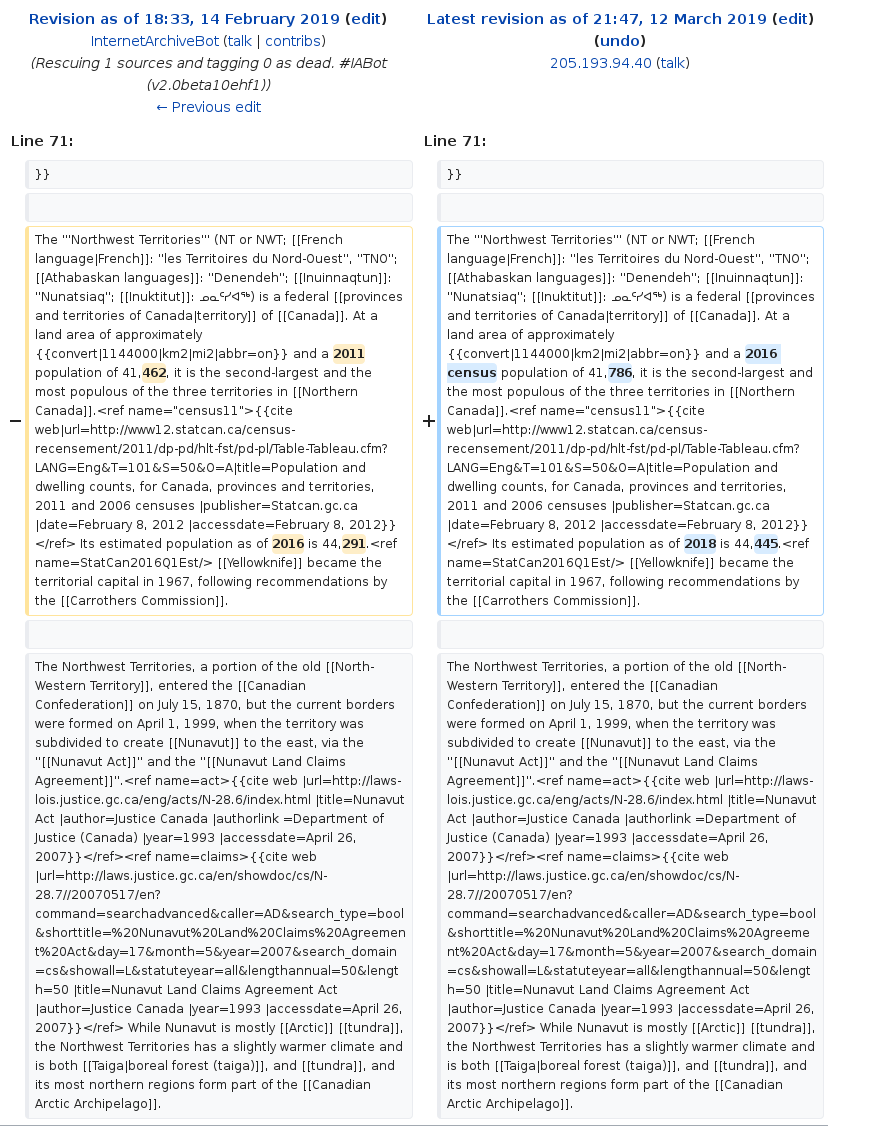 Revision as of 18:33, 14 February 2019 (edit)
InternetArchiveBot (talk | contribs)
(Rescuing 1 sources and tagging 0 as dead. #IABot
(v2.0beta10ehf1))
← Previous edit
Latest revision as of 21:47, 12 March 2019 (edit)
(undo)
205.193.94.40 (talk)
Line 71:
Line 71:
}}
}}
−
The '''Northwest Territories''' (NT or NWT; [[French
language|French]]: ''les Territoires du Nord-Ouest'', ''TNO'';
[[Athabaskan languages]]: ''Denendeh''; [[Inuinnaqtun]]:
''Nunatsiaq''; [[Inuktitut]]: ᓄᓇᑦᓯᐊᖅ) is a federal [[provinces
and territories of Canada|territory]] of [[Canada]]. At a
land area of approximately
{{convert|1144000|km2|mi2|abbr=on}} and a 2011
population of 41,462, it is the second-largest and the
most populous of the three territories in [[Northern
Canada]].<ref name="census11">{{cite
web|url=http://www12.statcan.ca/census-
recensement/2011/dp-pd/hlt-fst/pd-pl/Table-Tableau.cfm?
LANG=Eng&T=101&S=50&O=A|title=Population and
dwelling counts, for Canada, provinces and territories,
2011 and 2006 censuses |publisher=Statcan.gc.ca
|date=February 8, 2012 |accessdate=February 8, 2012}}
</ref> Its estimated population as of 2016 is 44,291.<ref
name=StatCan2016Q1Est/> [[Yellowknife]] became the
territorial capital in 1967, following recommendations by
the [[Carrothers Commission]].
+
The '''Northwest Territories''' (NT or NWT; [[French
language|French]]: ''les Territoires du Nord-Ouest'', ''TNO'';
[[Athabaskan languages]]: ''Denendeh''; [[Inuinnaqtun]]:
''Nunatsiaq''; [[Inuktitut]]: ᓄᓇᑦᓯᐊᖅ) is a federal [[provinces
and territories of Canada|territory]] of [[Canada]]. At a
land area of approximately
{{convert|1144000|km2|mi2|abbr=on}} and a 2016
census population of 41,786, it is the second-largest and
the most populous of the three territories in [[Northern
Canada]].<ref name="census11">{{cite
web|url=http://www12.statcan.ca/census-
recensement/2011/dp-pd/hlt-fst/pd-pl/Table-Tableau.cfm?
LANG=Eng&T=101&S=50&O=A|title=Population and
dwelling counts, for Canada, provinces and territories,
2011 and 2006 censuses |publisher=Statcan.gc.ca
|date=February 8, 2012 |accessdate=February 8, 2012}}
</ref> Its estimated population as of 2018 is 44,445.<ref
name=StatCan2016Q1Est/> [[Yellowknife]] became the
territorial capital in 1967, following recommendations by
the [[Carrothers Commission]].
The Northwest Territories, a portion of the old [[North-
Western Territory]], entered the [[Canadian
Confederation]] on July 15, 1870, but the current borders
were formed on April 1, 1999, when the territory was
subdivided to create [[Nunavut]] to the east, via the
''[[Nunavut Act]]'' and the ''[[Nunavut Land Claims
Agreement]]''.<ref name=act>{{cite web |url=http://laws-
lois.justice.gc.ca/eng/acts/N-28.6/index.html |title=Nunavut
Act |author=Justice Canada |authorlink =Department of
Justice (Canada) |year=1993 |accessdate=April 26,
2007}}</ref><ref name=claims>{{cite web
|url=http://laws.justice.gc.ca/en/showdoc/cs/N-
28.7//20070517/en?
command=searchadvanced&caller=AD&search_type=bool
&shorttitle=%20Nunavut%20Land%20Claims%20Agreemen
t%20Act&day=17&month=5&year=2007&search_domain
=cs&showall=L&statuteyear=all&lengthannual=50&lengt
h=50 |title=Nunavut Land Claims Agreement Act
|author=Justice Canada |year=1993 |accessdate=April 26,
2007}}</ref> While Nunavut is mostly [[Arctic]] [[tundra]],
the Northwest Territories has a slightly warmer climate and
is both [[Taiga|boreal forest (taiga)]], and [[tundra]], and
its most northern regions form part of the [[Canadian
Arctic Archipelago]].
The Northwest Territories, a portion of the old [[North-
Western Territory]], entered the [[Canadian
Confederation]] on July 15, 1870, but the current borders
were formed on April 1, 1999, when the territory was
subdivided to create [[Nunavut]] to the east, via the
''[[Nunavut Act]]'' and the ''[[Nunavut Land Claims
Agreement]]''.<ref name=act>{{cite web |url=http://laws-
lois.justice.gc.ca/eng/acts/N-28.6/index.html |title=Nunavut
Act |author=Justice Canada |authorlink =Department of
Justice (Canada) |year=1993 |accessdate=April 26,
2007}}</ref><ref name=claims>{{cite web
|url=http://laws.justice.gc.ca/en/showdoc/cs/N-
28.7//20070517/en?
command=searchadvanced&caller=AD&search_type=bool
&shorttitle=%20Nunavut%20Land%20Claims%20Agreeme
nt%20Act&day=17&month=5&year=2007&search_domain
=cs&showall=L&statuteyear=all&lengthannual=50&lengt
h=50 |title=Nunavut Land Claims Agreement Act
|author=Justice Canada |year=1993 |accessdate=April 26,
2007}}</ref> While Nunavut is mostly [[Arctic]] [[tundra]],
the Northwest Territories has a slightly warmer climate and
is both [[Taiga|boreal forest (taiga)]], and [[tundra]], and
its most northern regions form part of the [[Canadian
Arctic Archipelago]].